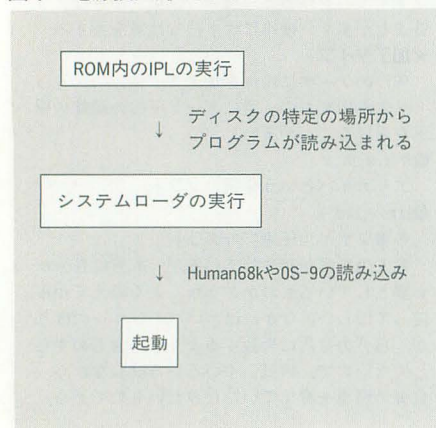 ROM内のIPLの実行
↓
ディスクの特定の場所から
プログラムが読み込まれる
システムローダの実行
↓ Human68kやOS-9の読み込み
起動